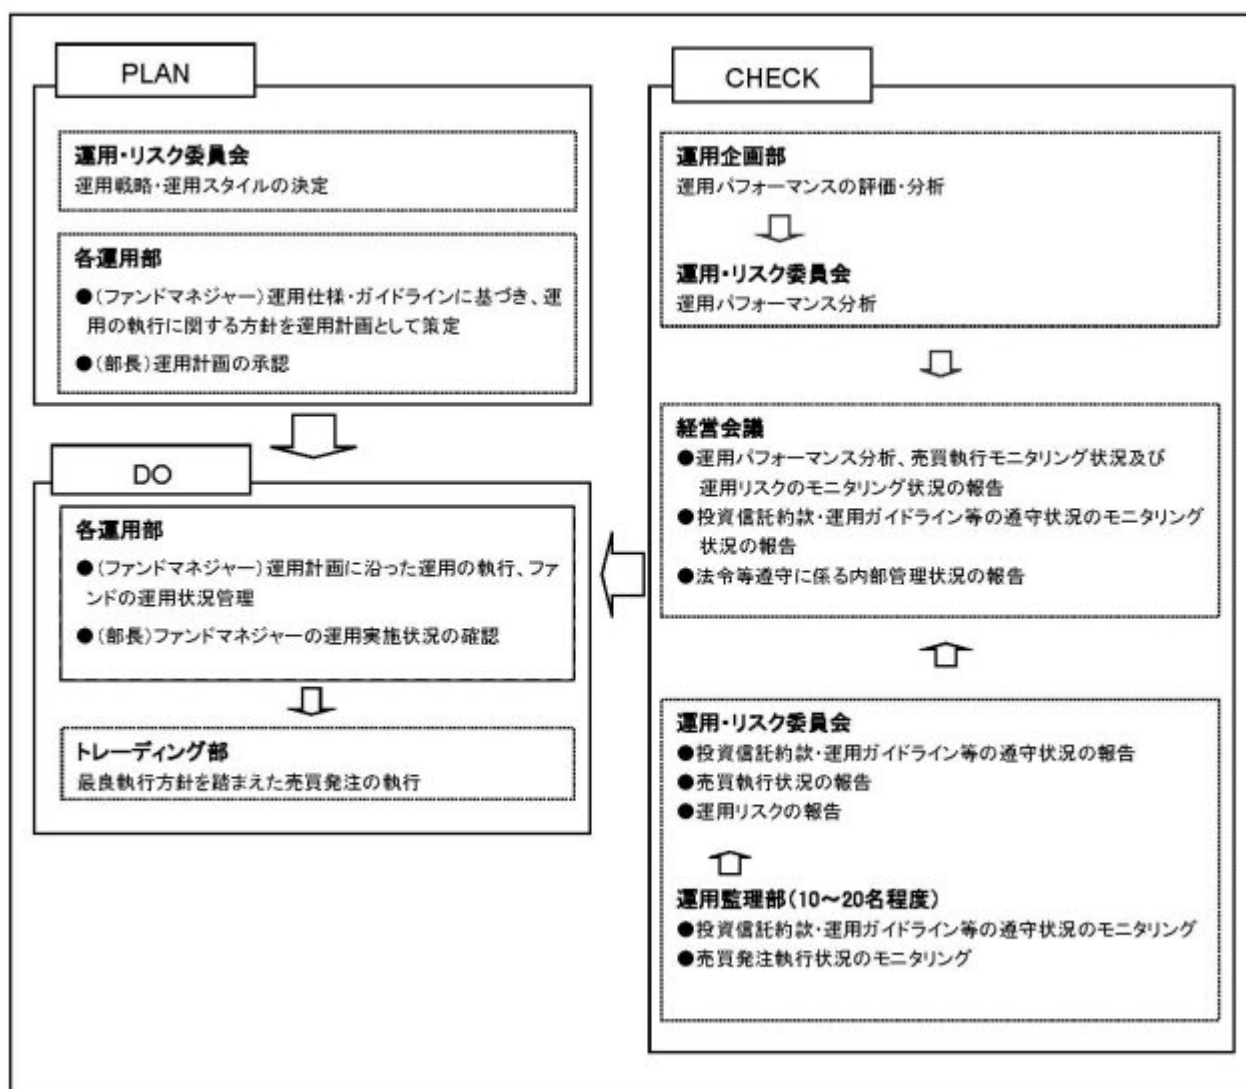 PLAN
運用・リスク委員会
運用戦略・運用スタイルの決定
各運用部
●(ファンドマネジャー)運用仕様・ガイドラインに基づき、運
用の執行に関する方針を運用計画として策定
●(部長)運用計画の承認
DO
各運用部
●(ファンドマネジャー)運用計画に沿った運用の執行、ファ
ンドの運用状況管理
●(部長)ファンドマネジャーの運用実施状況の確認
トレーディング部
最良執行方針を踏まえた売買発注の執行
CHECK
運用企画部
運用パフォーマンスの評価・分析
運用・リスク委員会
運用パフォーマンス分析
経営会議
●運用パフォーマンス分析、売買執行モニタリング状況及び
運用リスクのモニタリング状況の報告
●投資信託約款・運用ガイドライン等の遵守状況のモニタリング
状況の報告
●法令等遵守に係る内部管理状況の報告
運用・リスク委員会
●投資信託約款・運用ガイドライン等の遵守状況の報告
●売買執行状況の報告
●運用リスクの報告
運用監理部(10~20名程度)
●投資信託約款・運用ガイドライン等の遵守状況のモニタリング
●売買発注執行状況のモニタリング